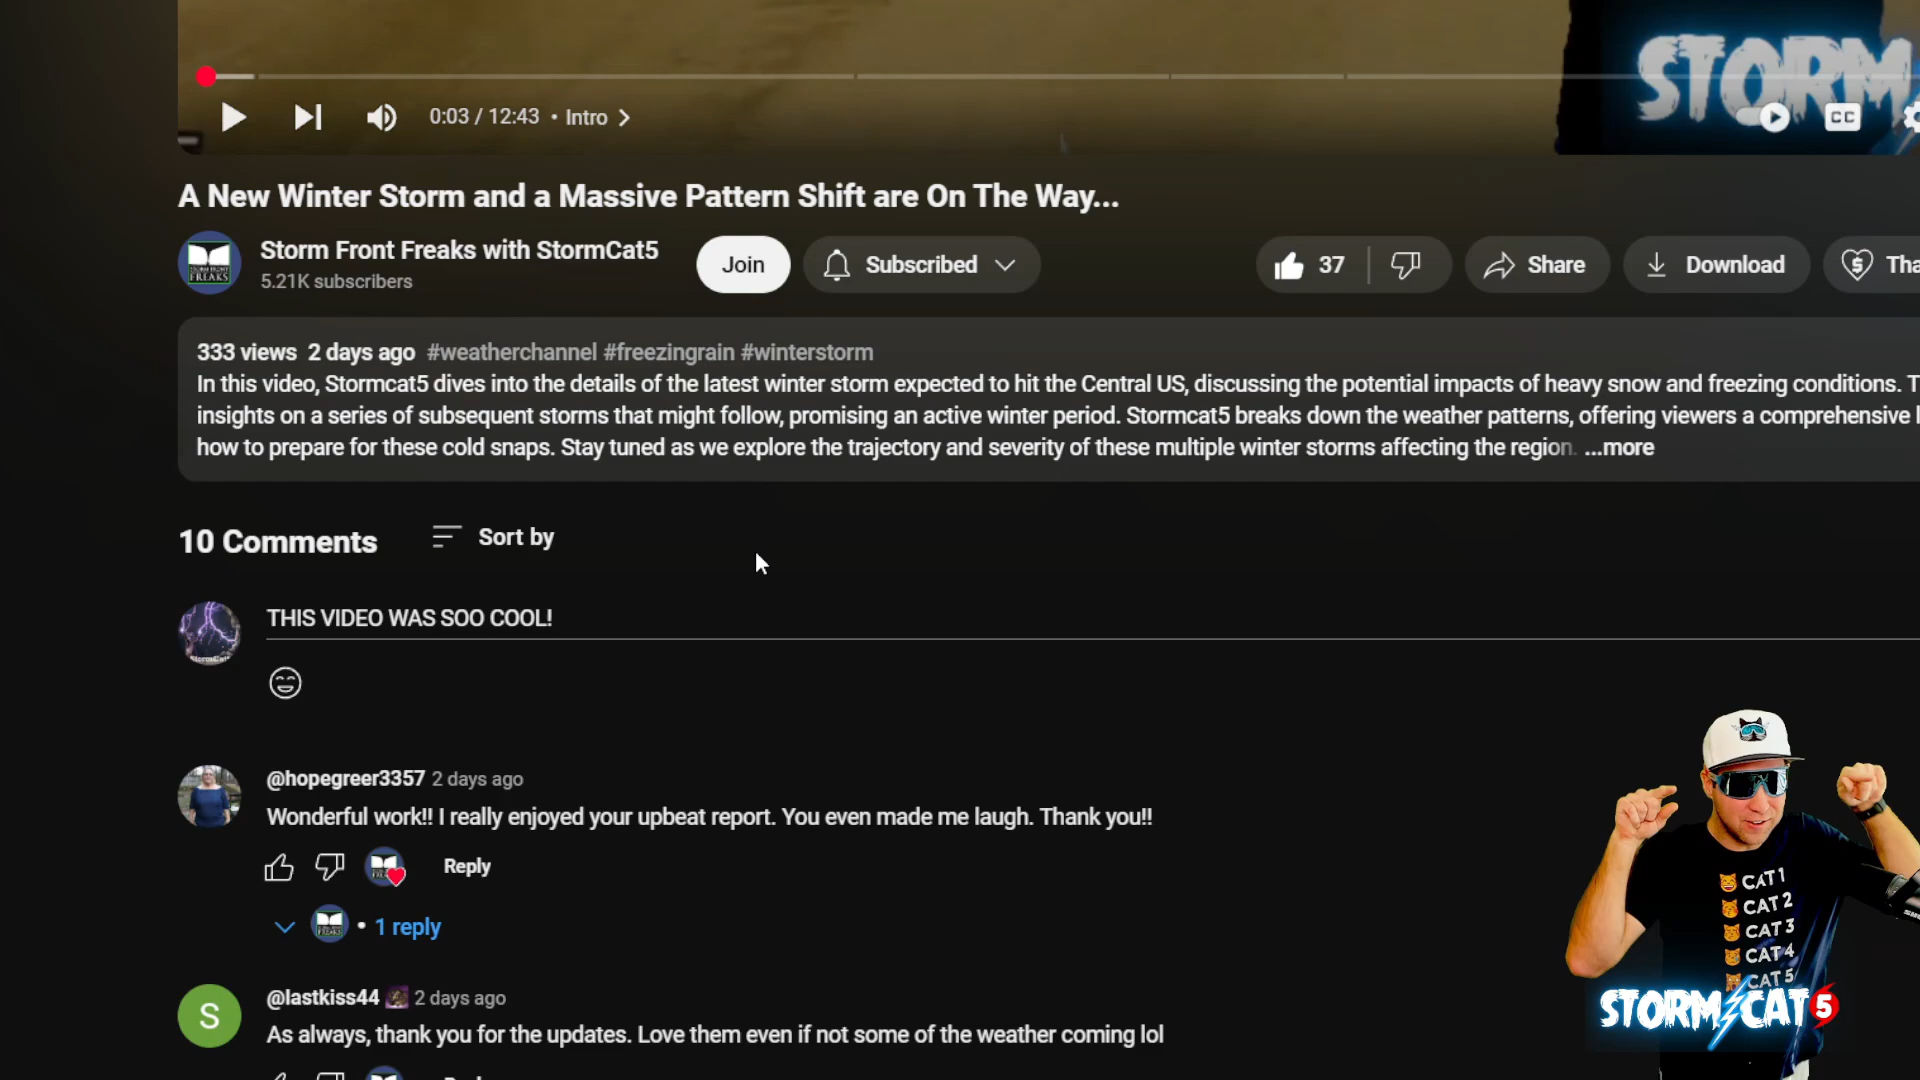 STORM
0:03 / 12:43 • Intro
CC
A New Winter Storm and a Massive Pattern Shift are On The Way...
STORM FRONT
FREAKS
Storm Front Freaks with StormCat5
5.21K subscribers
Join
Subscribed
37
Share
Download
Tha
333 views 2 days ago #weatherchannel #freezingrain #winterstorm
In this video, Stormcat5 dives into the details of the latest winter storm expected to hit the Central US, discussing the potential impacts of heavy snow and freezing conditions. T
insights on a series of subsequent storms that might follow, promising an active winter period. Stormcat5 breaks down the weather patterns, offering viewers a comprehensive l
how to prepare for these cold snaps. Stay tuned as we explore the trajectory and severity of these multiple winter storms affecting the region. ...more
10 Comments
Sort by
THIS VIDEO WAS SOO COOL!
@hopegreer3357 2 days ago
Wonderful work!! I really enjoyed your upbeat report. You even made me laugh. Thank you!!
Reply
• 1 reply
S
@lastkiss44 2 days ago
As always, thank you for the updates. Love them even if not some of the weather coming lol
CAT 1
CAT 2
CAT 3
CAT 4
CAT 5
STORM CAT 5